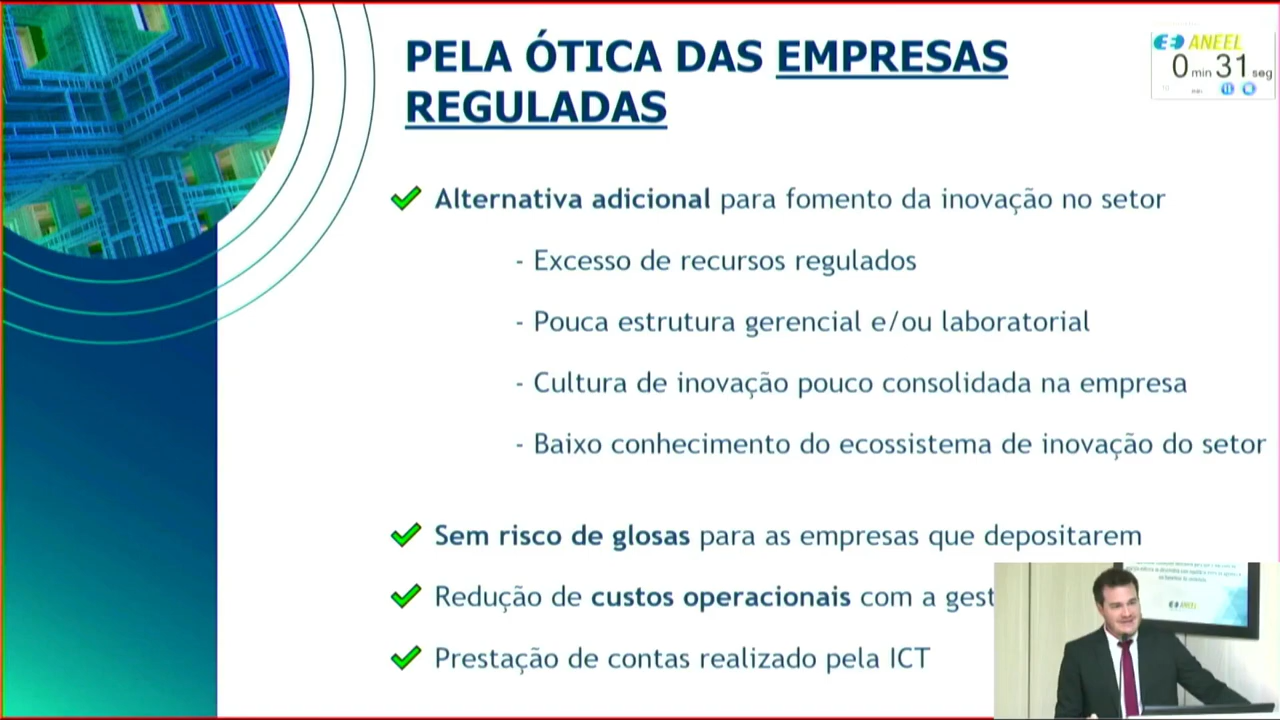 PELA ÓTICA DAS EMPRESAS
REGULADAS
ANEEL
0 min 31 seg
Alternativa adicional para fomento da inovação no setor
- Excesso de recursos regulados
- Pouca estrutura gerencial e/ou laboratorial
- Cultura de inovação pouco consolidada na empresa
- Baixo conhecimento do ecossistema de inovação do setor
Sem risco de glosas para as empresas que depositarem
Redução de custos operacionais com a gest
Prestação de contas realizado pela ICT
ANEEL